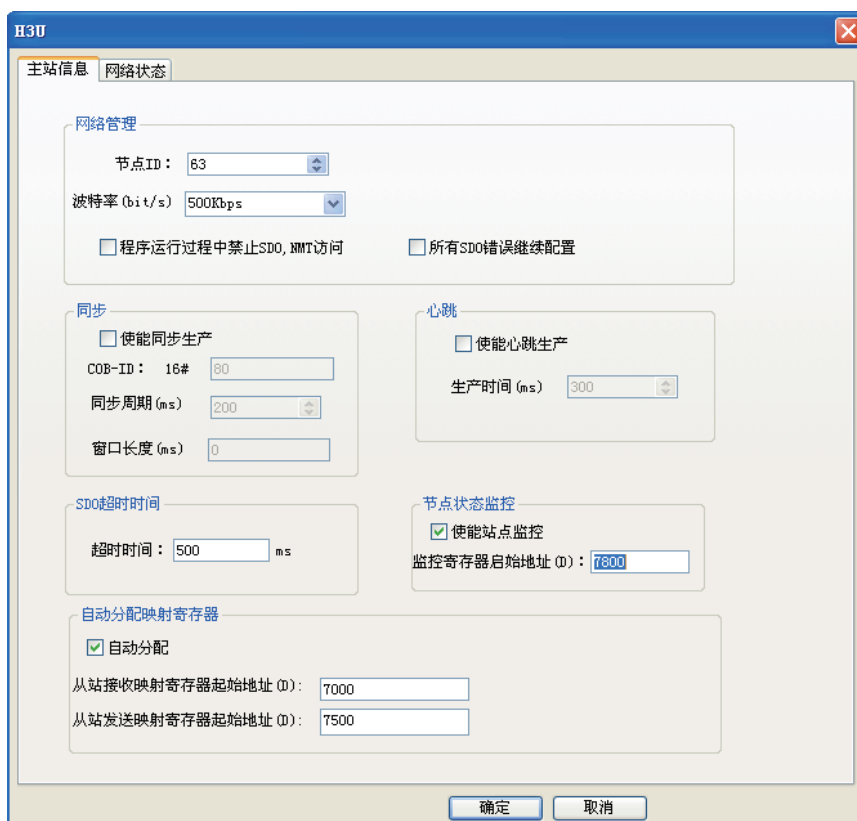 H3U
主站信息 网络状态
网络管理
节点ID： 63
波特率(bit/s) 500Kbps
程序运行过程中禁止SDO,NMT访问 所有SDO错误继续配置
同步 心跳
使能同步生产 使能心跳生产
COB-ID： 16# 80
生产时间(ms) 300
同步周期(ms) 200
窗口长度(ms) 0
SDO超时时间 节点状态监控
使能站点监控
超时时间： 500 ms
监控寄存器启始地址(D)： 7800
自动分配映射寄存器
自动分配
从站接收映射寄存器起始地址(D): 7000
从站发送映射寄存器起始地址(D): 7500
确定 取消